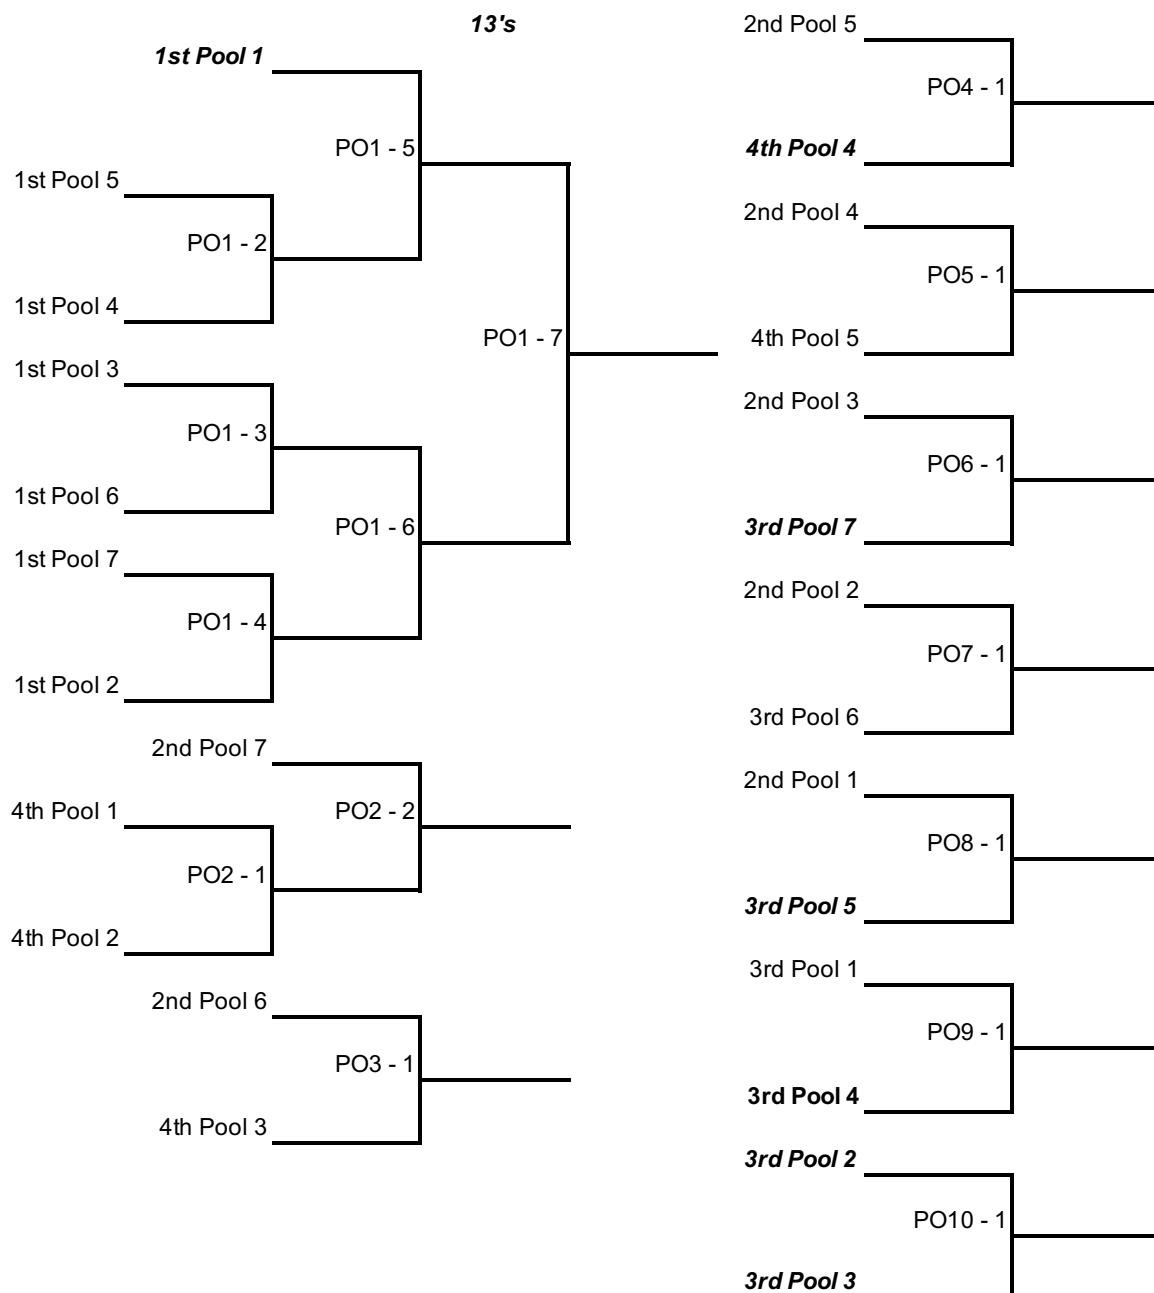 13's
1st Pool 1
PO1 - 5
1st Pool 5
PO1 - 2
1st Pool 4
PO1 - 7
1st Pool 3
PO1 - 3
1st Pool 6
PO1 - 6
1st Pool 7
PO1 - 4
1st Pool 2
2nd Pool 7
4th Pool 1
PO2 - 2
PO2 - 1
4th Pool 2
2nd Pool 6
PO3 - 1
4th Pool 3
2nd Pool 5
PO4 - 1
4th Pool 4
2nd Pool 4
PO5 - 1
4th Pool 5
2nd Pool 3
PO6 - 1
3rd Pool 7
2nd Pool 2
PO7 - 1
3rd Pool 6
2nd Pool 1
PO8 - 1
3rd Pool 5
3rd Pool 1
PO9 - 1
3rd Pool 4
3rd Pool 2
PO10 - 1
3rd Pool 3